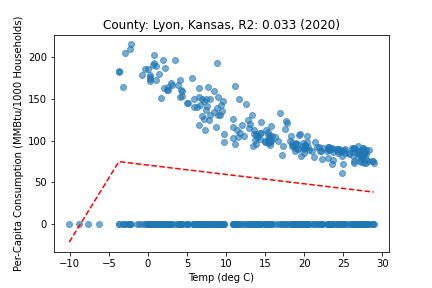 County: Lyon, Kansas, R2: 0.033 (2020)
Per-Capita Consumption (MMBtu/1000 Households)
200
150
100
50
0
−10 −5 0 5 10 15 20 25 30
Temp (deg C)